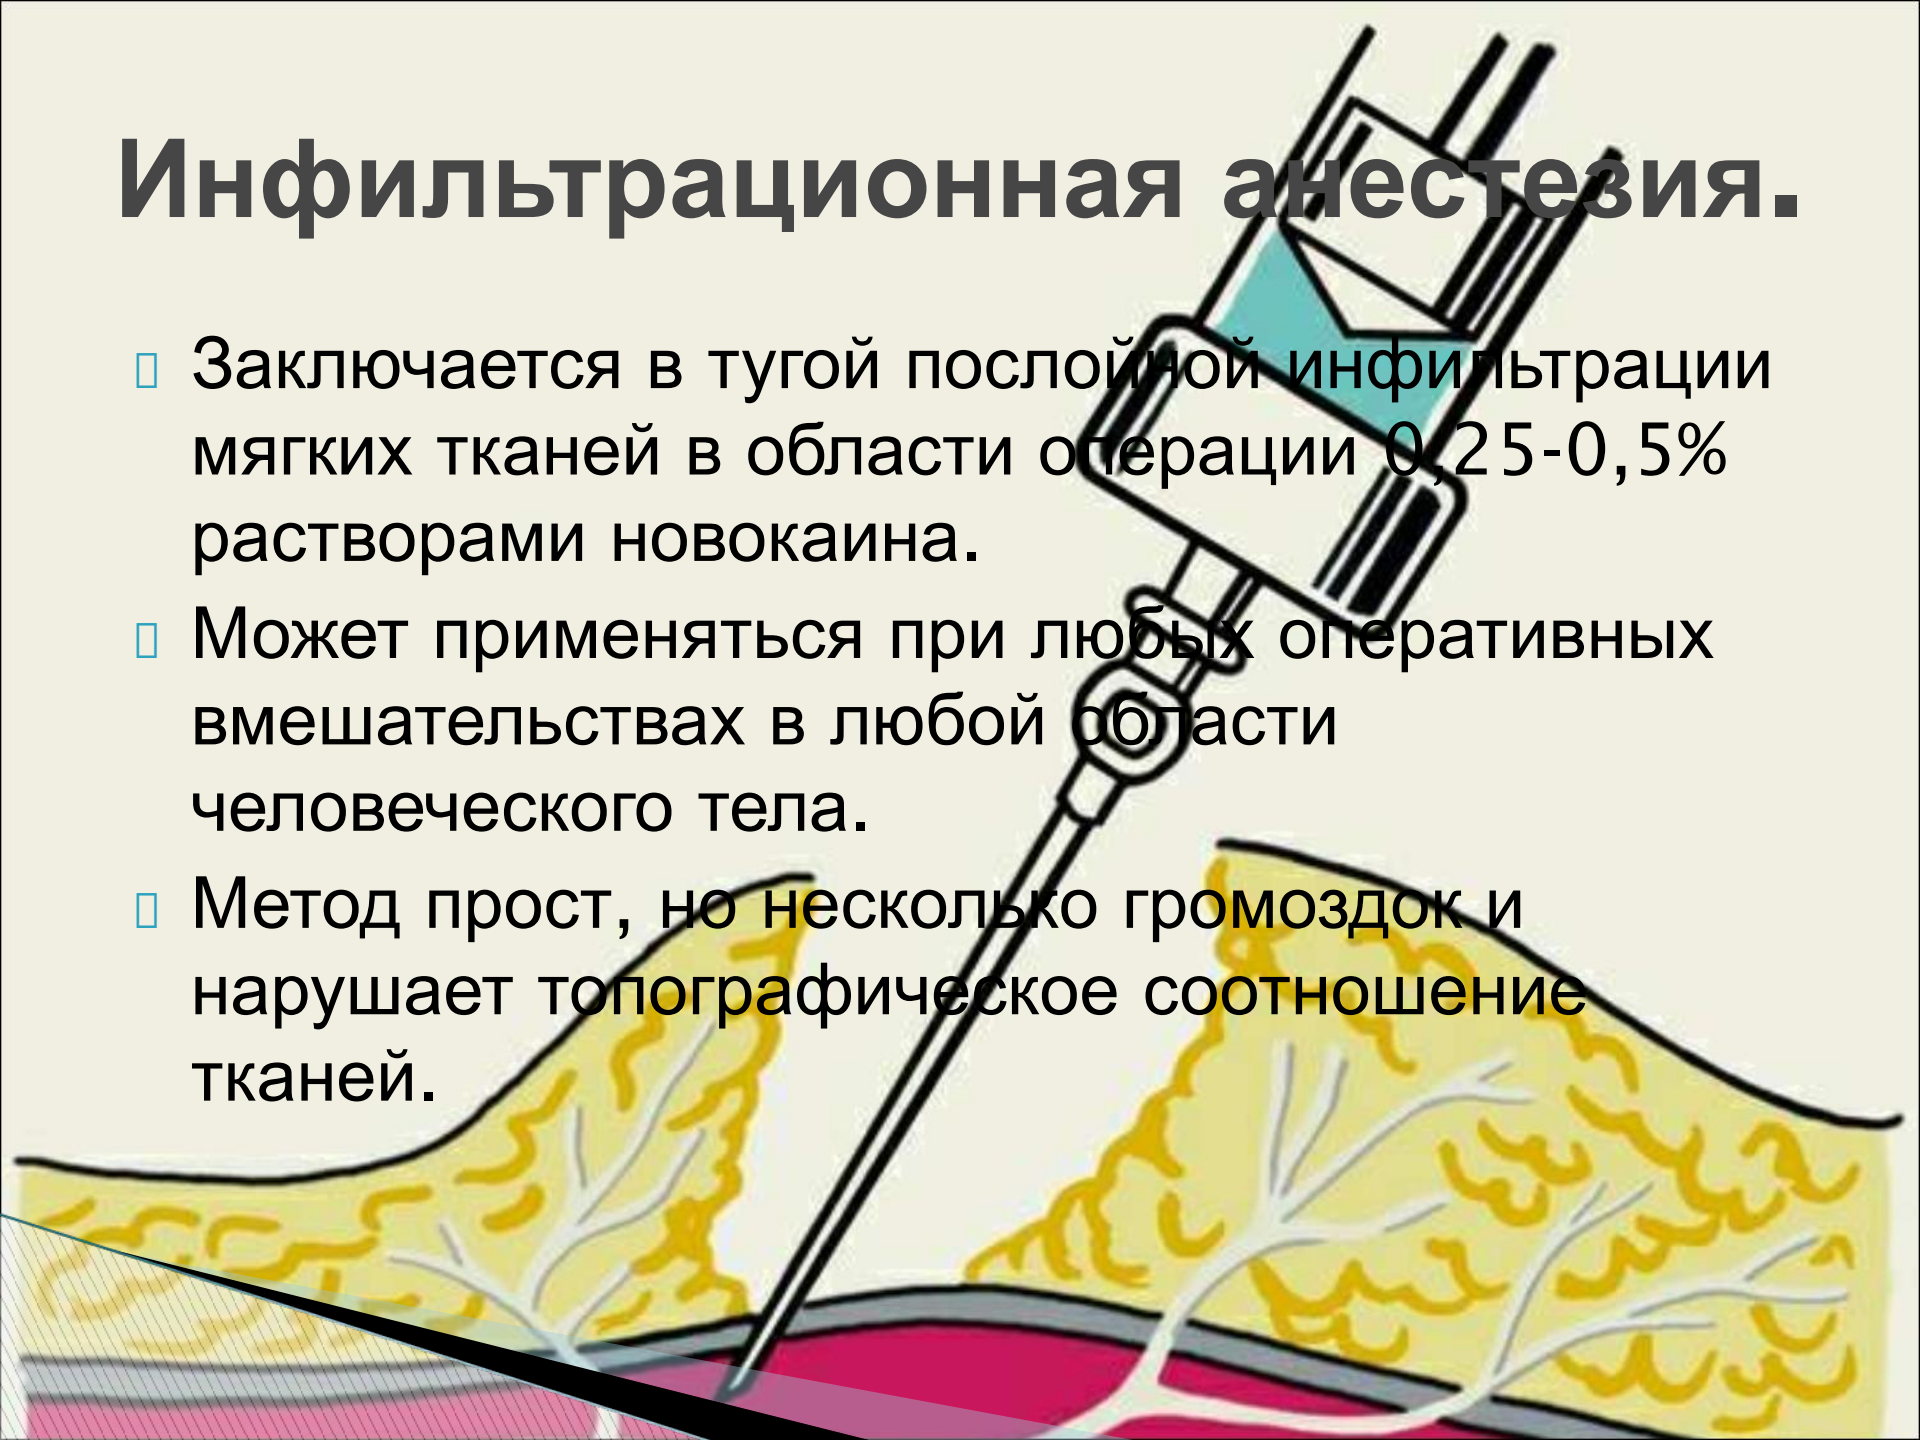 Инфильтрационная анестезия.
Заключается в тугой послойной инфильтрации
мягких тканей в области операции 0,25-0,5%
растворами новокаина.
Может применяться при любых оперативных
вмешательствах в любой области
человеческого тела.
Метод прост, но несколько громоздок и
нарушает топографическое соотношение
тканей.